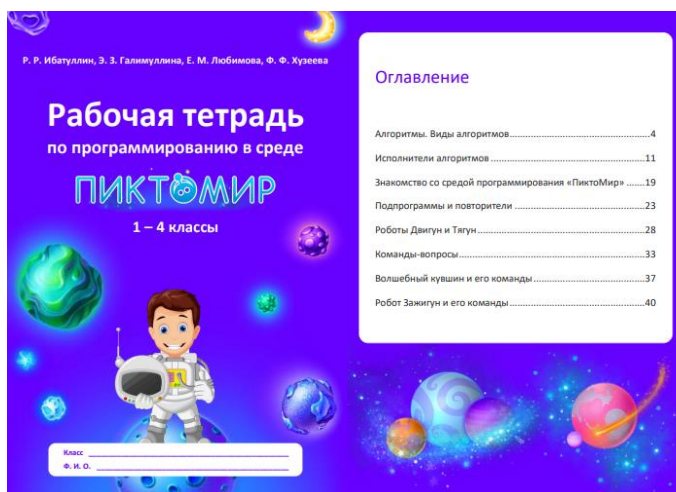 Р. Р. Ибатуллин, Э. З. Галимуллина, Е. М. Любимова, Ф. Ф. Хузеева
Рабочая тетрадь
по программированию в среде
ПИКТОМИР
1 – 4 классы
Класс
Ф. И. О.
Оглавление
Алгоритмы. Виды алгоритмов....................................................4
Исполнители алгоритмов ........................................................11
Знакомство со средой программирования «ПиктоМир» .......19
Подпрограммы и повторители ................................................23
Роботы Двигун и Тягун............................................................28
Команды-вопросы...................................................................33
Волшебный кувшин и его команды.........................................37
Робот Зажигун и его команды.................................................40